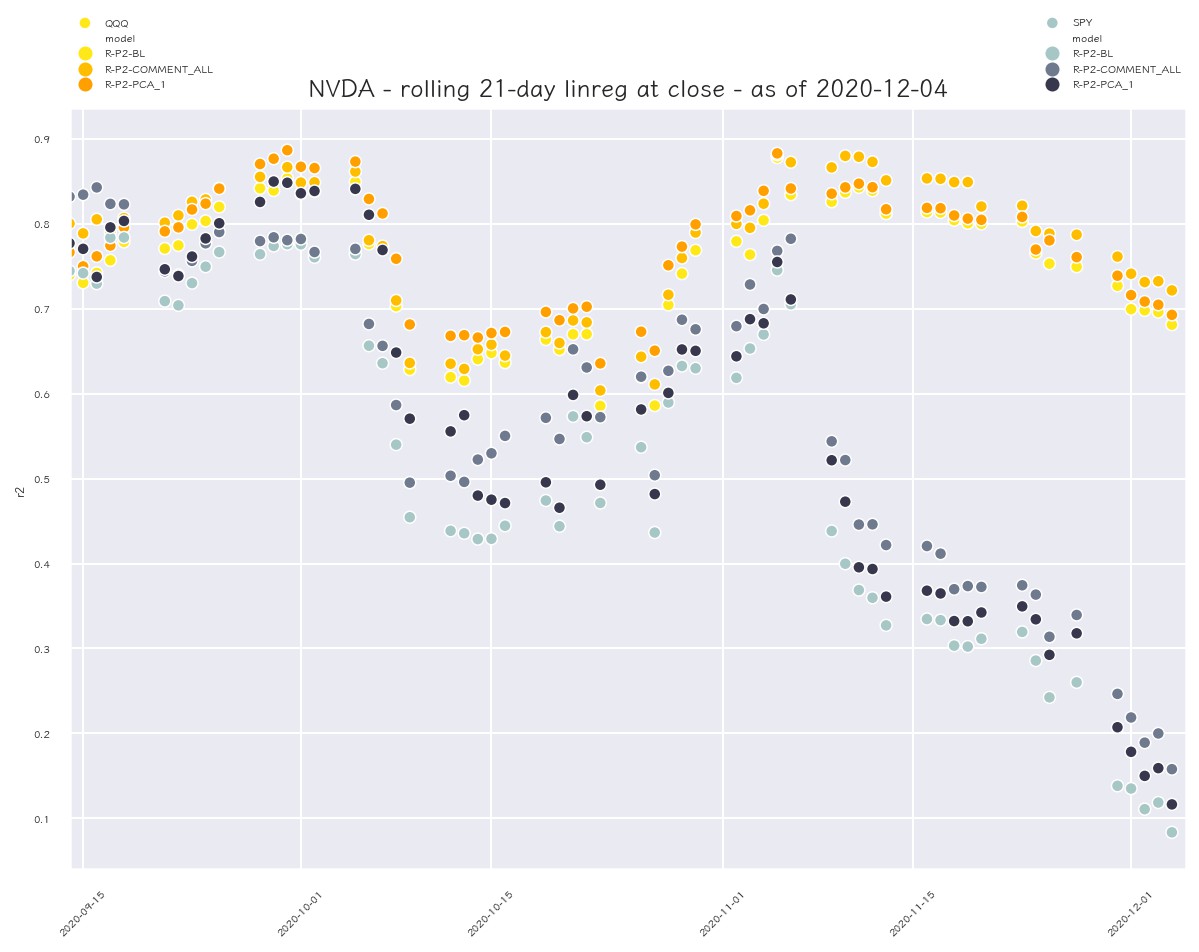 QQQ
model
R-P2-BL
R-P2-COMMENT_ALL
R-P2-PCA_1
SPY
model
R-P2-BL
R-P2-COMMENT_ALL
R-P2-PCA_1
NVDA - rolling 21-day linreg at close - as of 2020-12-04
0.9
0.8
0.7
0.6
0.5
0.4
0.3
0.2
0.1
r2
2020-09-15
2020-10-01
2020-10-15
2020-11-01
2020-11-15
2020-12-01